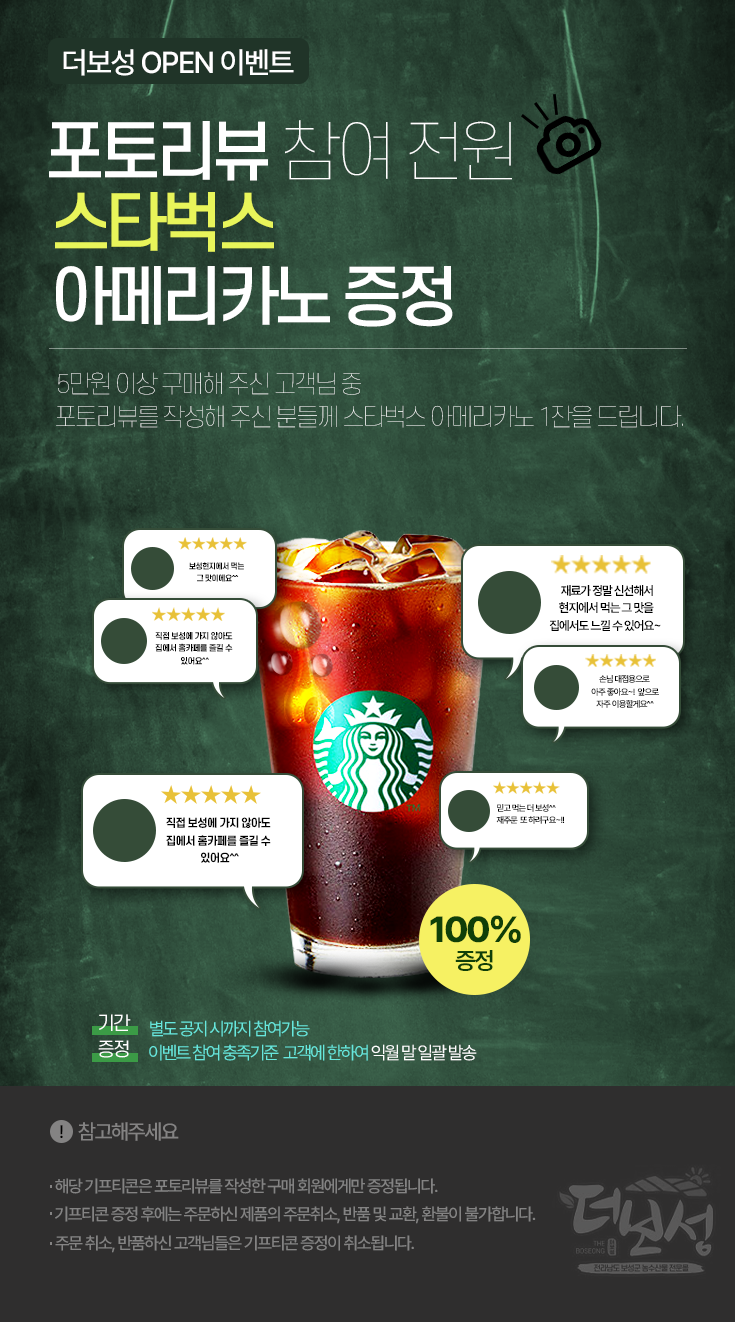 더보성 OPEN 이벤트
포토리뷰 참여 전원
스타벅스
아메리카노 증정
5만원 이상 구매해 주신 고객님 중
포토리뷰를 작성해 주신 분들께 스타벅스 아메리카노 1잔을 드립니다.
★★★★★
보성현지에서 먹는
그 맛이에요^^
★★★★★
직접 보성에 가지 않아도
집에서 홈카페를 즐길 수
있어요^^
★★★★★
재료가 정말 신선해서
현지에서 먹는 그 맛을
집에서도 느낄 수 있어요~
★★★★★
손님 대접용으로
아주 좋아요~! 앞으로
자주 이용할게요^^
★★★★★
직접 보성에 가지 않아도
집에서 홈카페를 즐길 수
있어요^^
★★★★★
믿고 먹는 더 보성^^
재주문 또 하려구요~!!
TM
100%
증정
기간 별도 공지 시까지 참여가능
증정 이벤트 참여 충족기준 고객에 한하여 익월 말 일괄 발송
! 참고해주세요
· 해당 기프티콘은 포토리뷰를 작성한 구매 회원에게만 증정됩니다.
· 기프티콘 증정 후에는 주문하신 제품의 주문취소, 반품 및 교환, 환불이 불가합니다.
· 주문 취소, 반품하신 고객님들은 기프티콘 증정이 취소됩니다.
더보성
THE
BOSEONG
전라남도 보성군 농수산물 전문몰